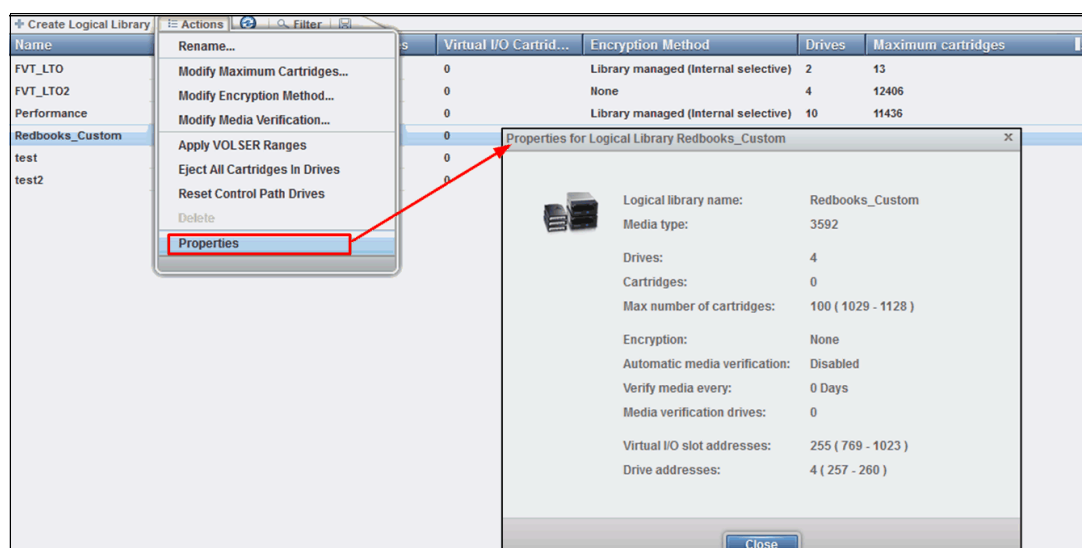 Create Logical Library Actions Filter
Name Virtual I/O Cartrid... Encryption Method Drives Maximum cartridges
Rename...
FVT_LTO 0 Library managed (Internal selective) 2 13
Modify Maximum Cartridges...
FVT_LTO2 0 None 4 12406
Modify Encryption Method...
Performance 0 Library managed (Internal selective) 10 11436
Modify Media Verification...
Redbooks_Custom 0
Apply VOLSER Ranges
test 0
Eject All Cartridges In Drives
test2
Reset Control Path Drives
Delete
Properties
Properties for Logical Library Redbooks_Custom x
Logical library name: Redbooks_Custom
Media type: 3592
Drives: 4
Cartridges: 0
Max number of cartridges: 100 ( 1029 - 1128 )
Encryption: None
Automatic media verification: Disabled
Verify media every: 0 Days
Media verification drives: 0
Virtual I/O slot addresses: 255 ( 769 - 1023 )
Drive addresses: 4 ( 257 - 260 )
Close